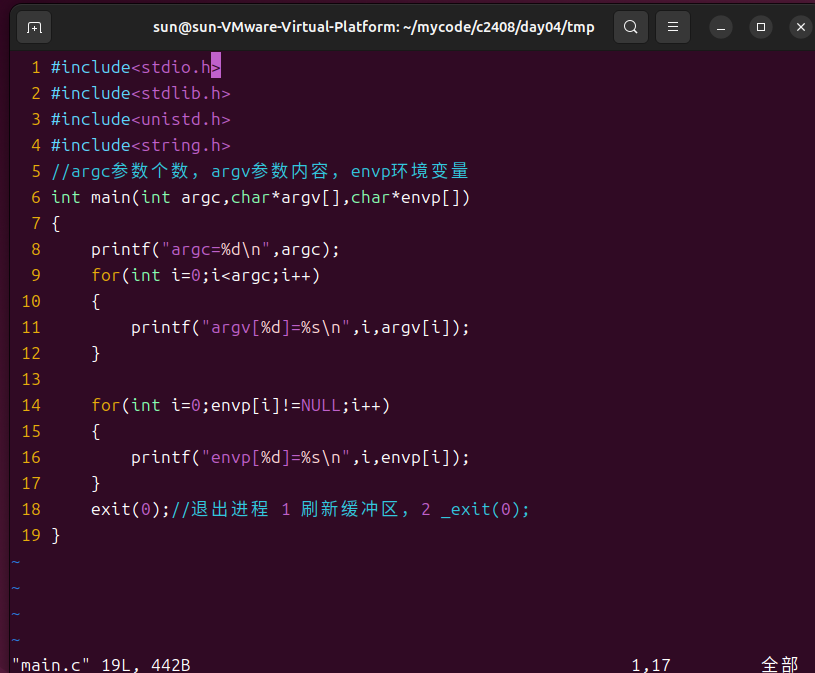 sun@sun-VMware-Virtual-Platform: ~/mycode/c2408/day04/tmp
1 #include<stdio.h>
2 #include<stdlib.h>
3 #include<unistd.h>
4 #include<string.h>
5 //argc参数个数，argv参数内容，envp环境变量
6 int main(int argc,char*argv[],char*envp[])
7 {
8     printf("argc=%d\n",argc);
9     for(int i=0;i<argc;i++)
10     {
11         printf("argv[%d]=%s\n",i,argv[i]);
12     }
13
14     for(int i=0;envp[i]!=NULL;i++)
15     {
16         printf("envp[%d]=%s\n",i,envp[i]);
17     }
18     exit(0);//退出进程 1 刷新缓冲区，2 _exit(0);
19 }
~
~
~
~
"main.c" 19L, 442B 1,17 全部